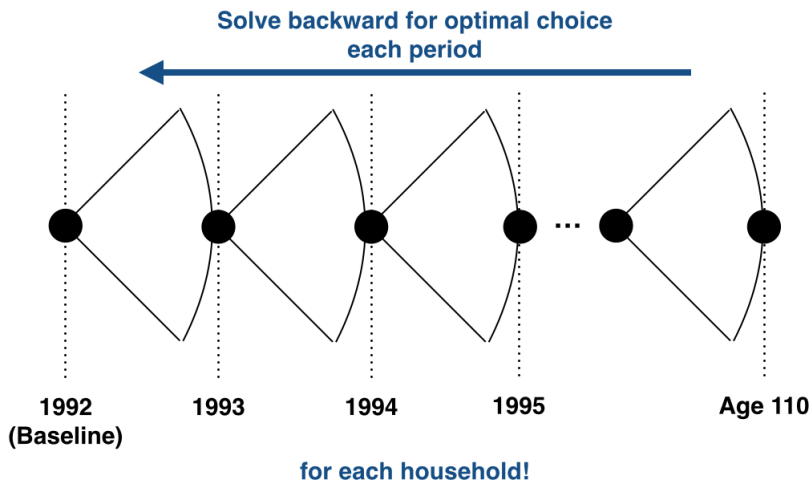 Solve backward for optimal choice
each period
...
1992
(Baseline)
1993
1994
1995
Age 110
for each household!